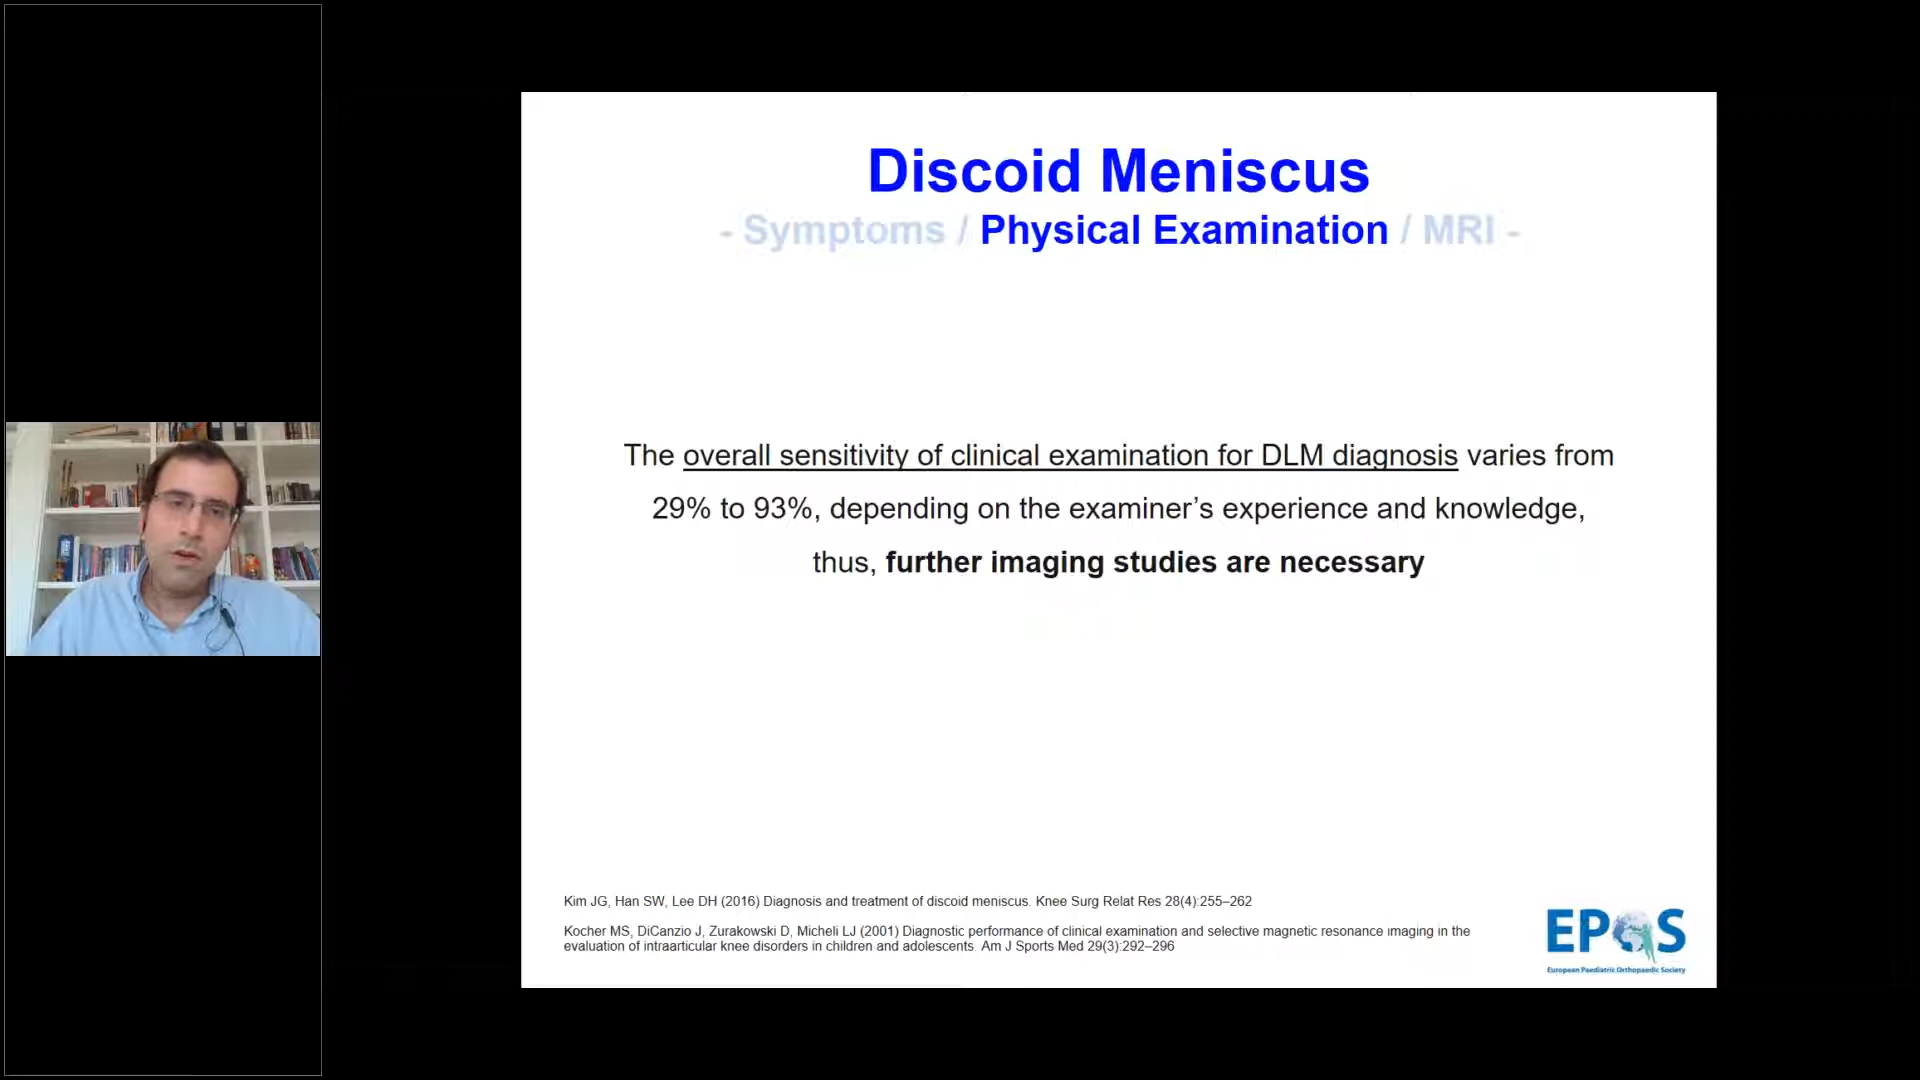 Discoid Meniscus
- Symptoms / Physical Examination / MRI -
The overall sensitivity of clinical examination for DLM diagnosis varies from
29% to 93%, depending on the examiner’s experience and knowledge,
thus, further imaging studies are necessary
Kim JG, Han SW, Lee DH (2016) Diagnosis and treatment of discoid meniscus. Knee Surg Relat Res 28(4):255–262
Kocher MS, DiCanzio J, Zurakowski D, Micheli LJ (2001) Diagnostic performance of clinical examination and selective magnetic resonance imaging in the
evaluation of intraarticular knee disorders in children and adolescents. Am J Sports Med 29(3):292–296
EPOS
European Paediatric Orthopaedic Society